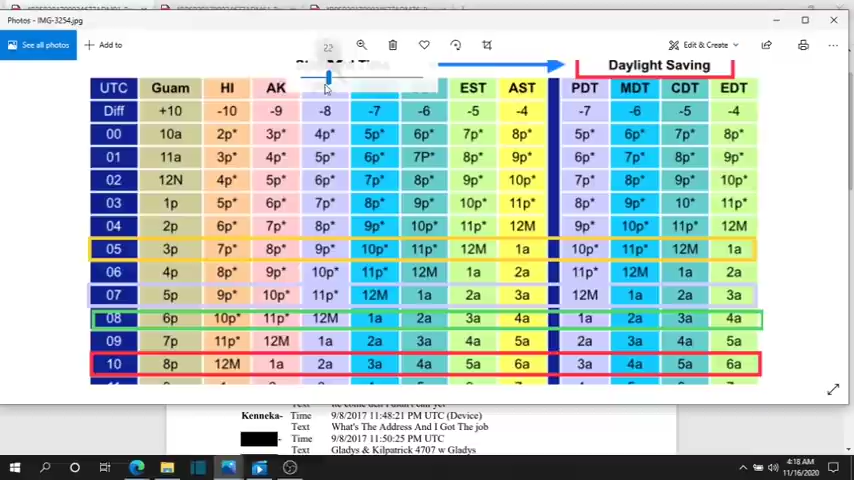 Photos - IMG-3254.jpg
See all photos + Add to 22 Edit & Create
Daylight Saving
UTC Guam HI AK EST AST PDT MDT CDT EDT
Diff +10 -10 -9 -8 -7 -6 -5 -4 -7 -6 -5 -4
00 10a 2p* 3p* 4p* 5p* 6p* 7p* 8p* 5p* 6p* 7p* 8p*
01 11a 3p* 4p* 5p* 6p* 7P* 8p* 9p* 6p* 7p* 8p* 9p*
02 12N 4p* 5p* 6p* 7p* 8p* 9p* 10p* 7p* 8p* 9p* 10p*
03 1p 5p* 6p* 7p* 8p* 9p* 10p* 11p* 8p* 9p* 10p* 11p*
04 2p 6p* 7p* 8p* 9p* 10p* 11p* 12M 9p* 10p* 11p* 12M
05 3p 7p* 8p* 9p* 10p* 11p* 12M 1a 10p* 11p* 12M 1a
06 4p 8p* 9p* 10p* 11p* 12M 1a 2a 11p* 12M 1a 2a
07 5p 9p* 10p* 11p* 12M 1a 2a 3a 12M 1a 2a 3a
08 6p 10p* 11p* 12M 1a 2a 3a 4a 1a 2a 3a 4a
09 7p 11p* 12M 1a 2a 3a 4a 5a 2a 3a 4a 5a
10 8p 12M 1a 2a 3a 4a 5a 6a 3a 4a 5a 6a
Kenneka- Time 9/8/2017 11:48:21 PM UTC (Device)
Text What's The Address And I Got The job
- Time 9/8/2017 11:50:25 PM UTC
Text Gladys & Kilpatrick 4707 w Gladys
4:18 AM
11/16/2020